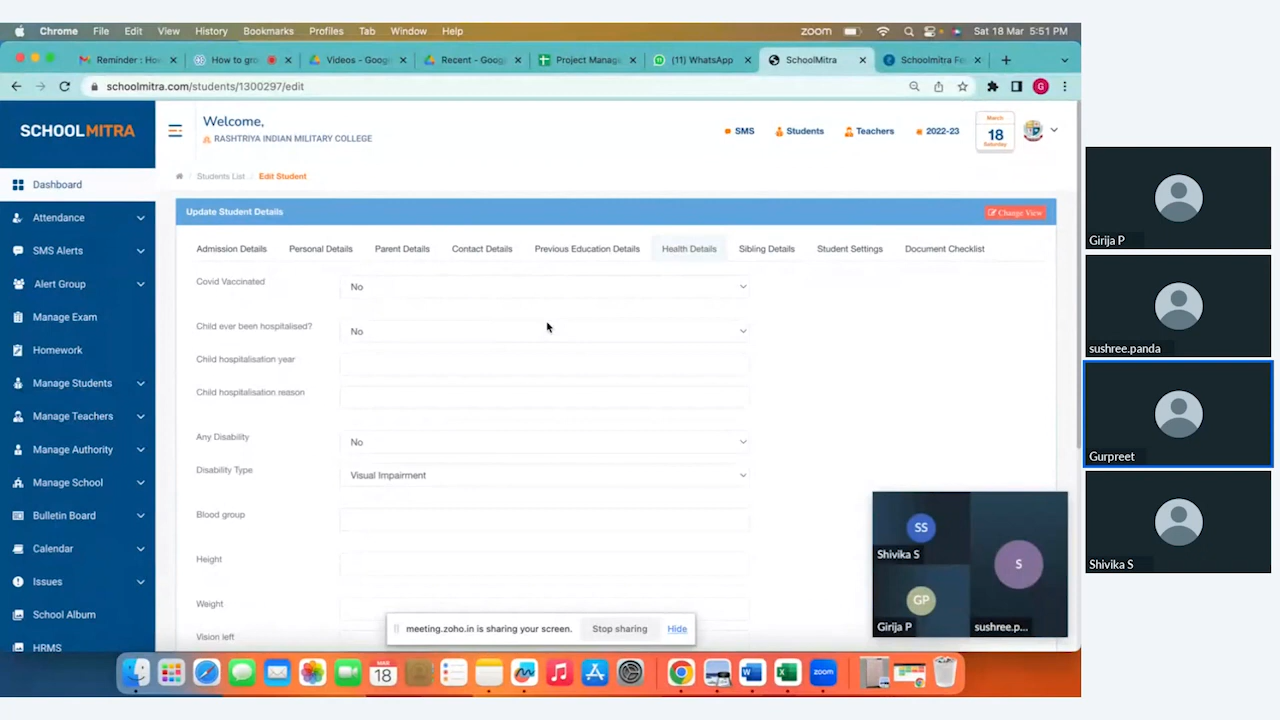 Chrome File Edit View History Bookmarks Profiles Tab Window Help zoom Sat 18 Mar 5:51 PM
Reminder : Ho How to gro Videos - Goog Recent - Goog Project Manag (11) WhatsApp SchoolMitra Schoolmitra Fe
schoolmitra.com/students/1300297/edit G
SCHOOLMITRA
Welcome,
RASHTRIYA INDIAN MILITARY COLLEGE
SMS Students Teachers 2022-23
March
18
Saturday
Students List Edit Student
Update Student Details Change View
Admission Details Personal Details Parent Details Contact Details Previous Education Details Health Details Sibling Details Student Settings Document Checklist
Covid Vaccinated No
Child ever been hospitalised? No
Child hospitalisation year
Child hospitalisation reason
Any Disability No
Disability Type Visual Impairment
Blood group
Height
Weight
Vision left
Dashboard
Attendance
SMS Alerts
Alert Group
Manage Exam
Homework
Manage Students
Manage Teachers
Manage Authority
Manage School
Bulletin Board
Calendar
Issues
School Album
HRMS
meeting.zoho.in is sharing your screen. Stop sharing Hide
SS
Shivika S
GP
Girija P
S
sushree.p...
18
zoom
Girija P
sushree.panda
Gurpreet
Shivika S